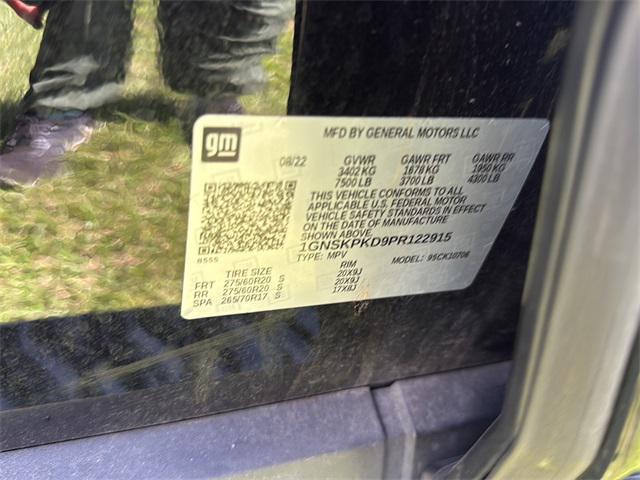 gm
MFD BY GENERAL MOTORS LLC
08/22 GVWR GAWR FRT GAWR RR
3402 KG 1678 KG 1950 KG
7500 LB 3700 LB 4300 LB
THIS VEHICLE CONFORMS TO ALL
APPLICABLE U.S. FEDERAL MOTOR
VEHICLE SAFETY STANDARDS IN EFFECT
ON THE DATE OF MANUFACTURE
SHOWN ABOVE.
1GNSKPKD9PR122915
8555 TYPE: MPV MODEL: 95CK10706
TIRE SIZE RIM
FRT 275/60R20 S 20X9J
RR 275/60R20 S 20X9J
SPA 265/70R17 S 17X8J